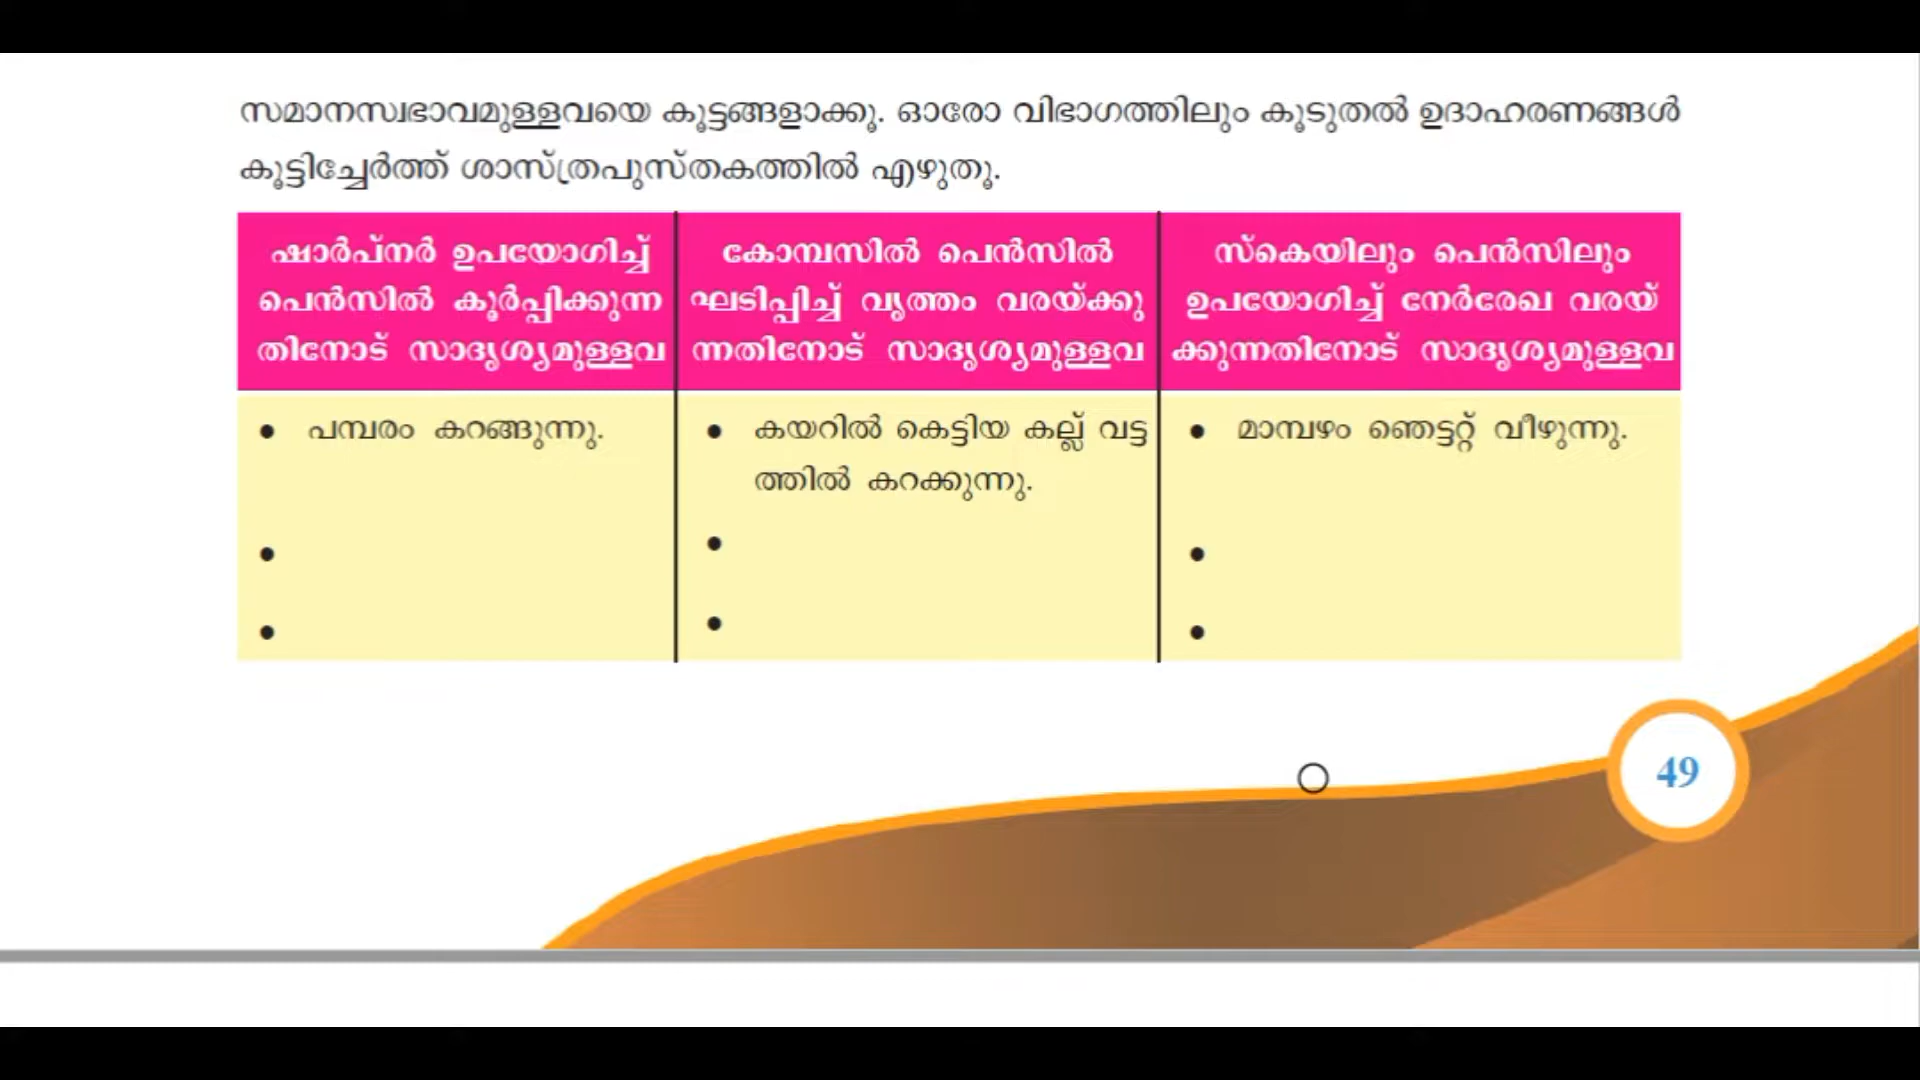 സമാനസ്വഭാവമുള്ളവയെ കൂട്ടങ്ങളാക്കൂ. ഓരോ വിഭാഗത്തിലും കൂടുതൽ ഉദാഹരണങ്ങൾ
കൂട്ടിച്ചേർത്ത് ശാസ്ത്രപുസ്തകത്തിൽ എഴുതൂ.
ഷാർപ്നർ ഉപയോഗിച്ച്
പെൻസിൽ കൂർപ്പിക്കുന്ന
തിനോട് സാദൃശ്യമുള്ളവ
കോമ്പസിൽ പെൻസിൽ
ഘടിപ്പിച്ച് വൃത്തം വരയ്ക്കു
ന്നതിനോട് സാദൃശ്യമുള്ളവ
സ്കെയിലും പെൻസിലും
ഉപയോഗിച്ച് നേർരേഖ വരയ്
ക്കുന്നതിനോട് സാദൃശ്യമുള്ളവ
• പമ്പരം കറങ്ങുന്നു.
• കയറിൽ കെട്ടിയ കല്ല് വട്ട
ത്തിൽ കറക്കുന്നു.
• മാമ്പഴം ഞെട്ടറ്റ് വീഴുന്നു.
49